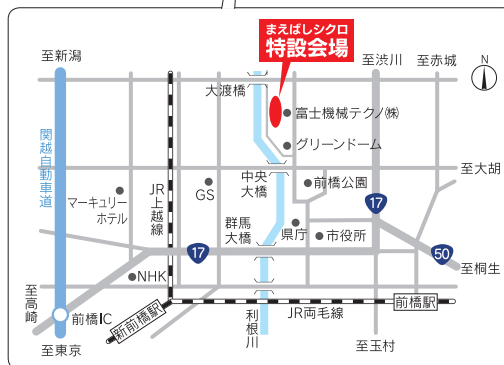 まえばしシクロ
特設会場
至新潟
至渋川
至赤城
N
大渡橋
富士機械テクノ㈱
関越自動車道
グリーンドーム
至大胡
JR上越線
中央
大橋
マーキュリー
ホテル
GS
前橋公園
17
群馬
大橋
県庁
市役所
17
50
至桐生
NHK
至高崎
前橋IC
新前橋駅
利根川
JR両毛線
前橋駅
至東京
至玉村